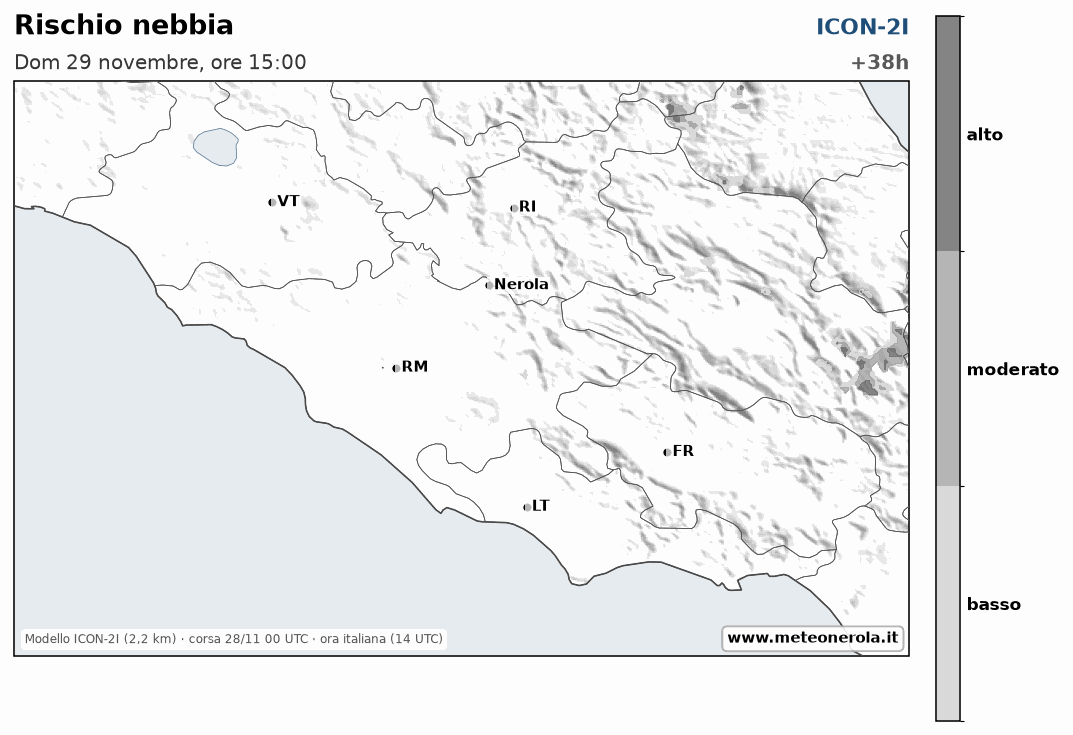 Rischio nebbia
ICON-2I
Dom 29 novembre, ore 15:00
+38h
alto
VT
RI
Nerola
RM
moderato
FR
LT
basso
Modello ICON-2I (2,2 km) · corsa 28/11 00 UTC · ora italiana (14 UTC)
www.meteonerola.it